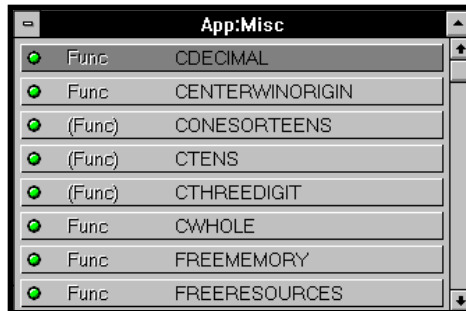 App:Misc
Func CDECIMAL
Func CENTERWINORIGIN
(Func) CONESORTEENS
(Func) CTENS
(Func) CTHREEDIGIT
Func CWHOLE
Func FREEMEMORY
Func FREERESOURCES